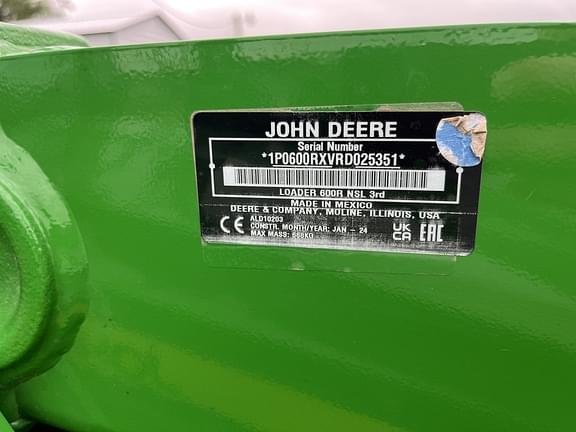 JOHN DEERE
Serial Number
*1P0600RXVRD025351*
LOADER 600R NSL 3rd
MADE IN MEXICO
DEERE & COMPANY, MOLINE, ILLINOIS, USA
ALD10203
CONSTR. MONTH/YEAR: JAN - 24
MAX MASS: 668KG
CE
UK
CA
EAC